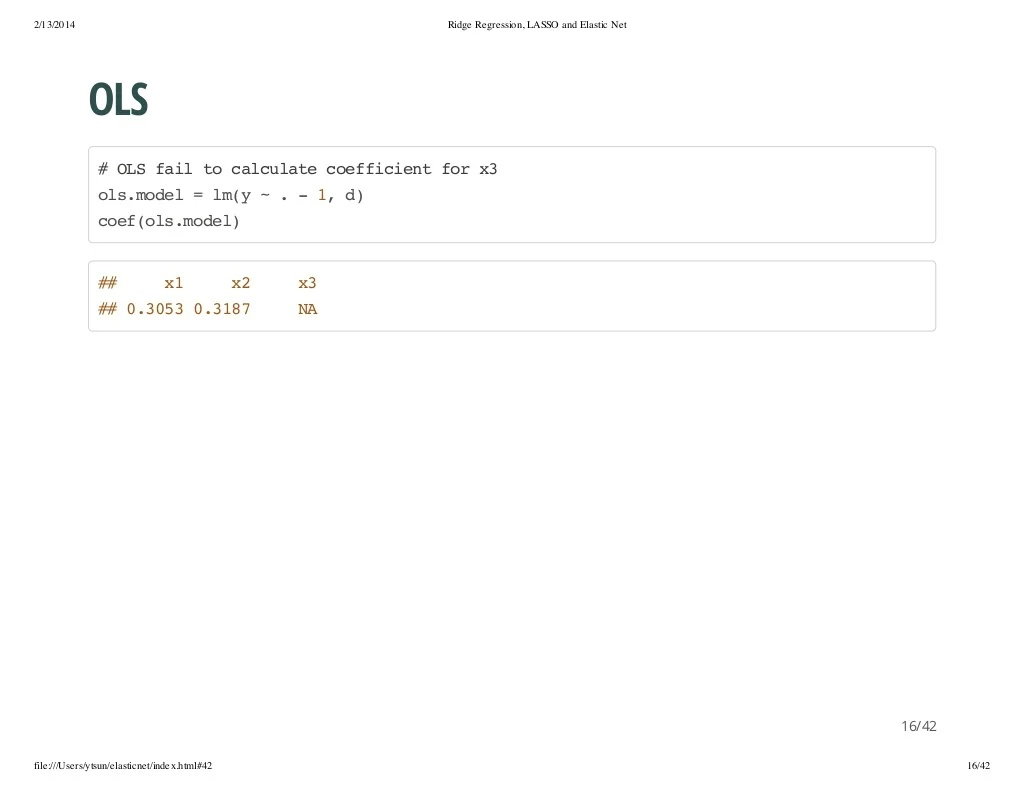 2/13/2014 Ridge Regression, LASSO and Elastic Net
OLS
# OLS fail to calculate coefficient for x3
ols.model = lm(y ~ . - 1, d)
coef(ols.model)
## x1 x2 x3
## 0.3053 0.3187 NA
16/42
file:///Users/ytsun/elasticnet/index.html#42 16/42